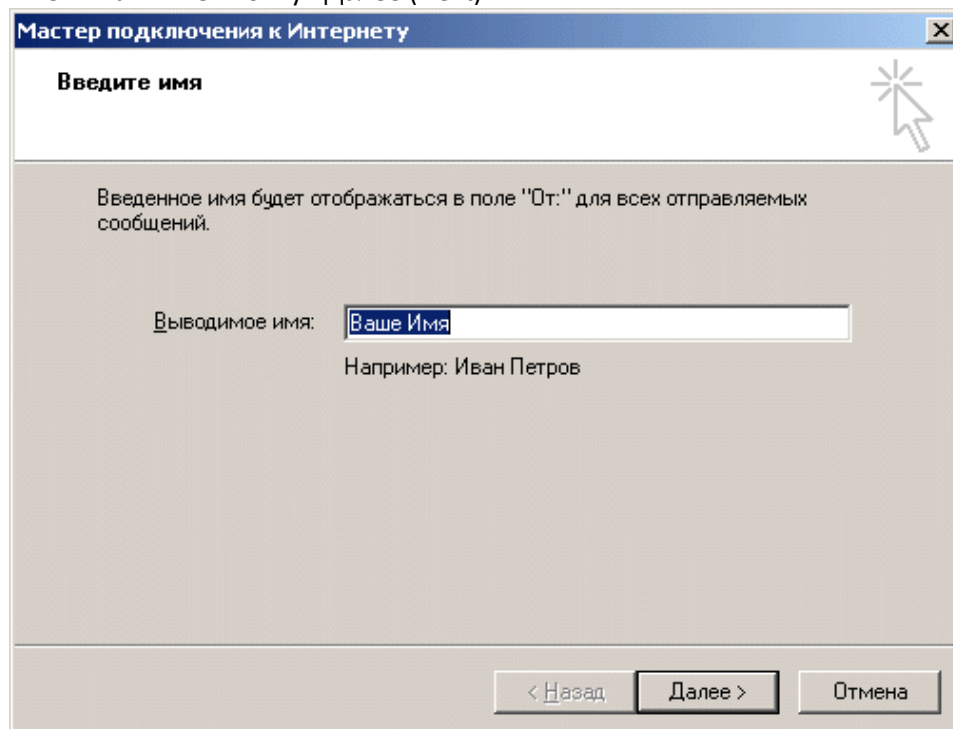 Мастер подключения к Интернету
Введите имя
Введенное имя будет отображаться в поле "От:" для всех отправляемых
сообщений.
Выводимое имя: Ваше Имя
Например: Иван Петров
< Назад Далее > Отмена